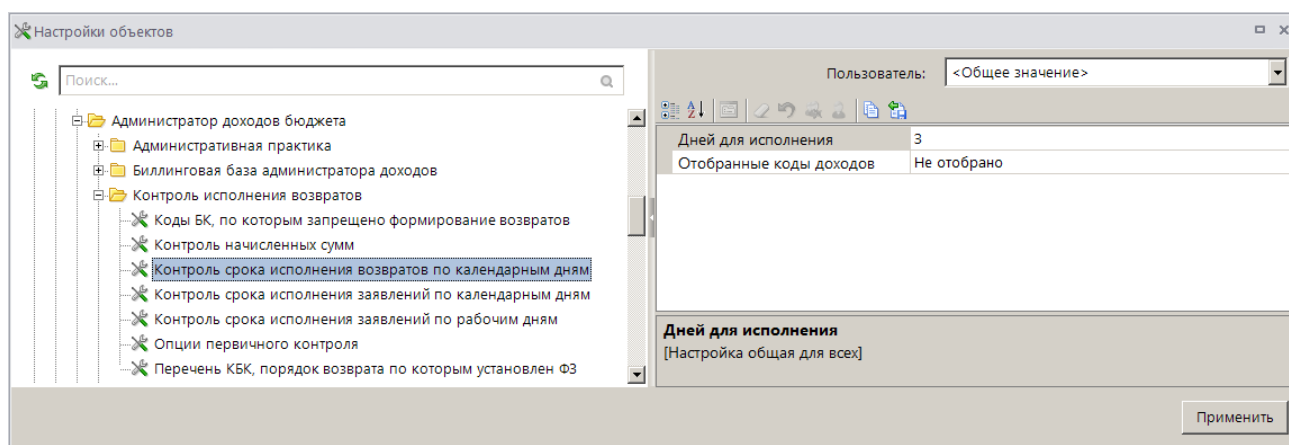 Настройки объектов
Поиск...
Администратор доходов бюджета
Административная практика
Биллинговая база администратора доходов
Контроль исполнения возвратов
Коды БК, по которым запрещено формирование возвратов
Контроль начисленных сумм
Контроль срока исполнения возвратов по календарным дням
Контроль срока исполнения заявлений по календарным дням
Контроль срока исполнения заявлений по рабочим дням
Опции первичного контроля
Перечень КБК, порядок возврата по которым установлен ФЗ
Пользователь: <Общее значение>
Дней для исполнения 3
Отобранные коды доходов Не отобрано
Дней для исполнения
[Настройка общая для всех]
Применить